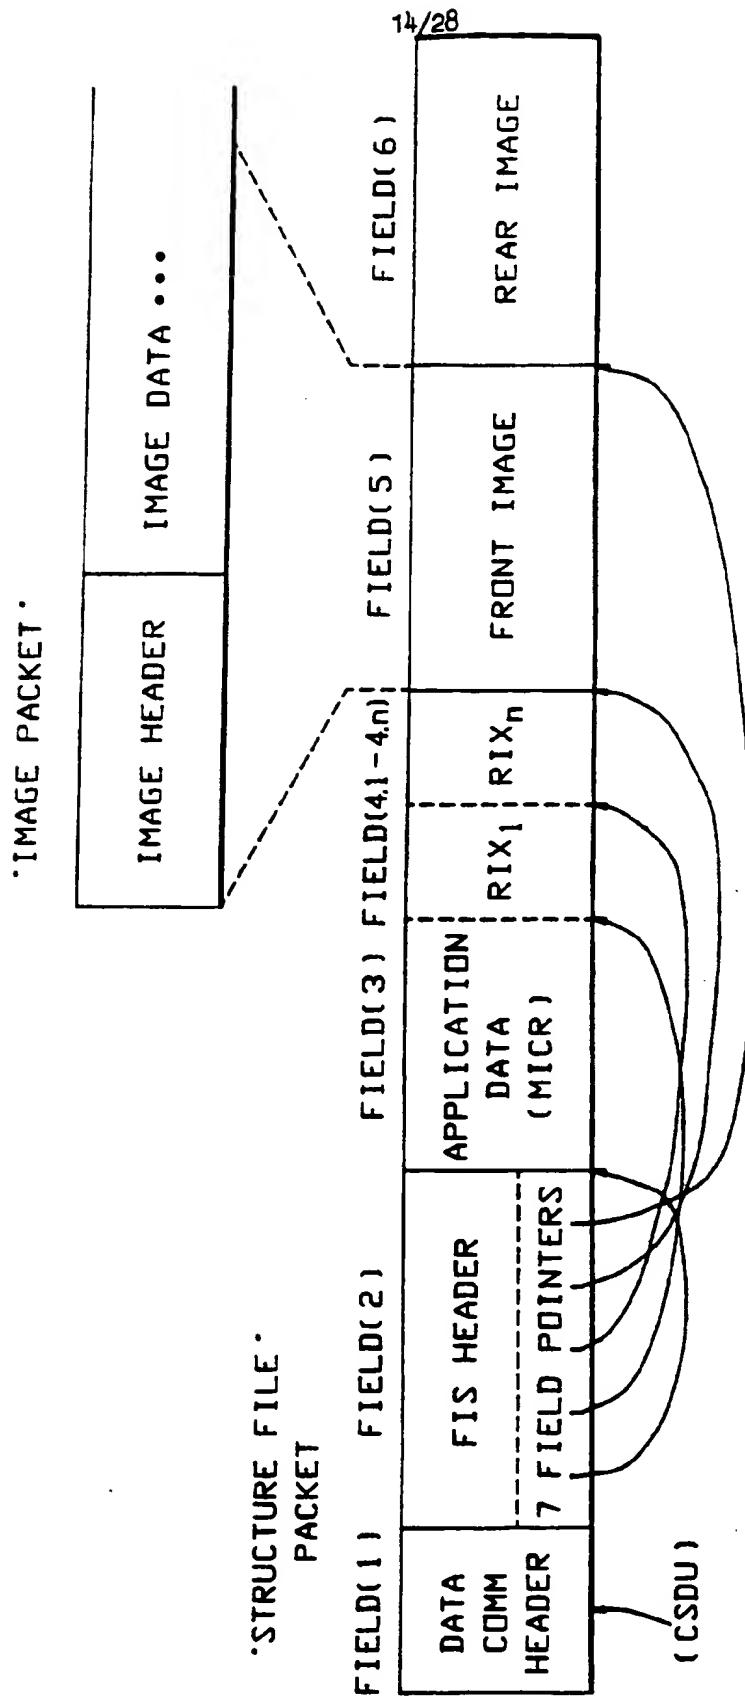 14/28
"IMAGE PACKET"
IMAGE HEADER
IMAGE DATA •••
"STRUCTURE FILE"
PACKET
FIELD(1)
FIELD(2)
FIELD(3)
FIELD(4.1-4.n)
FIELD(5)
FIELD(6)
DATA
COMM
HEADER
FIS HEADER
7 FIELD POINTERS
APPLICATION
DATA
(MICR)
RIX1
RIXn
FRONT IMAGE
REAR IMAGE
(CSDU)